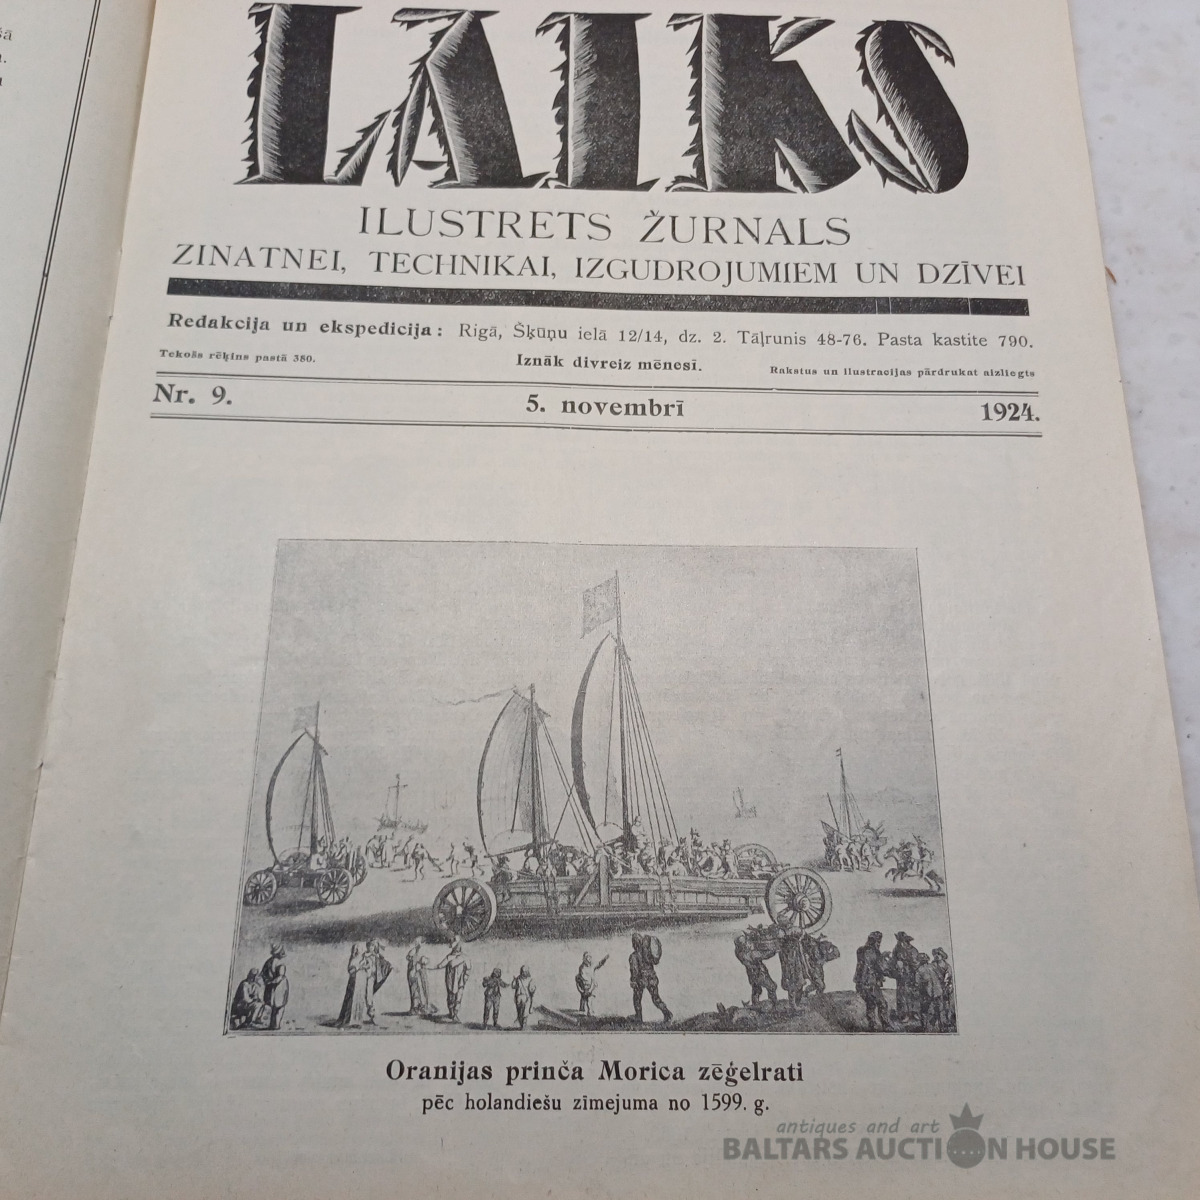 LAIKS
ILUSTRETS ŽURNALS
ZINATNEI, TECHNIKAI, IZGUDROJUMIEM UN DZĪVEI
Redakcija un ekspedicija: Rigā, Šķūņu ielā 12/14, dz. 2. Tāļrunis 48-76. Pasta kastite 790.
Tekošs rēķins pastā 380. Iznāk divreiz mēnesī. Rakstus un ilustracijas pārdrukat aizliegts
Nr. 9. 5. novembrī 1924.
Oranijas prinča Morica zēģelrati
pēc holandiešu zīmejuma no 1599. g.
antiques and art
BALTARS AUCTION HOUSE